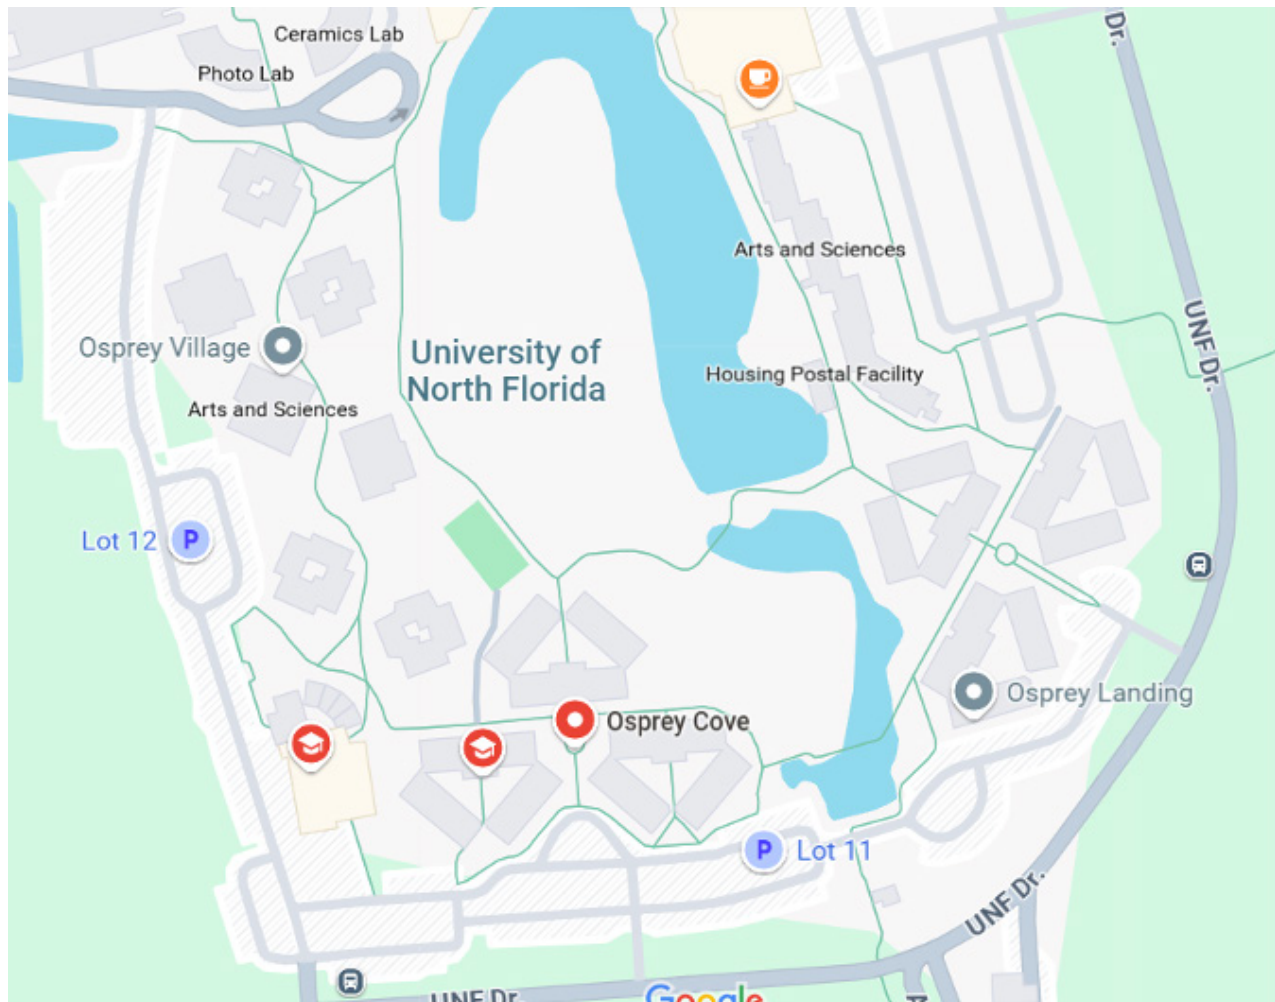 Ceramics Lab
Photo Lab
Dr.
Arts and Sciences
UNF Dr.
Osprey Village
University of
North Florida
Housing Postal Facility
Arts and Sciences
Lot 12
P
Osprey Landing
Osprey Cove
P
Lot 11
UNF Dr.
UNF Dr
Google